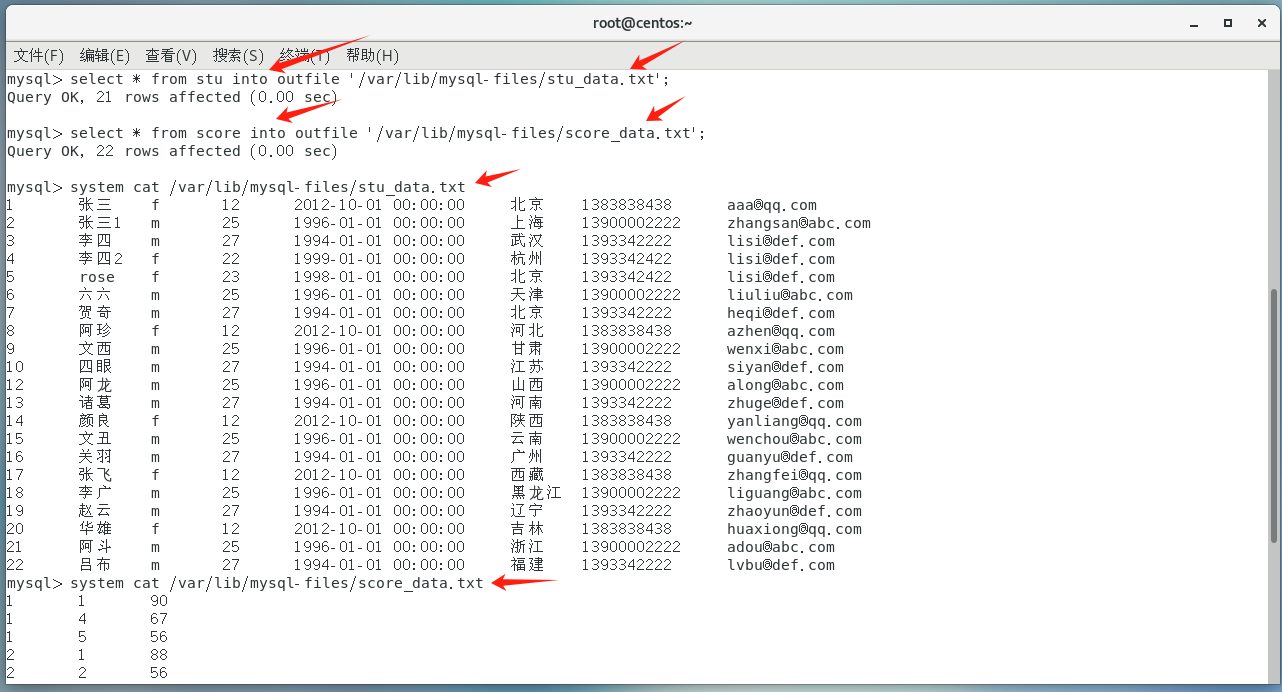 root@centos:~
文件(F) 编辑(E) 查看(V) 搜索(S) 终端(T) 帮助(H)
mysql> select * from stu into outfile '/var/lib/mysql-files/stu_data.txt';
Query OK, 21 rows affected (0.00 sec)
mysql> select * from score into outfile '/var/lib/mysql-files/score_data.txt';
Query OK, 22 rows affected (0.00 sec)
mysql> system cat /var/lib/mysql-files/stu_data.txt
1 张三 f 12 2012-10-01 00:00:00 北京 1383838438 aaa@qq.com
2 张三1 m 25 1996-01-01 00:00:00 上海 13900002222 zhangsan@abc.com
3 李四 m 27 1994-01-01 00:00:00 武汉 1393342222 lisi@def.com
4 李四2 f 22 1999-01-01 00:00:00 杭州 1393342422 lisi@def.com
5 rose f 23 1998-01-01 00:00:00 北京 1393342422 lisi@def.com
6 六六 m 25 1996-01-01 00:00:00 天津 13900002222 liuliu@abc.com
7 贺奇 m 27 1994-01-01 00:00:00 北京 1393342222 heqi@def.com
8 阿珍 f 12 2012-10-01 00:00:00 河北 1383838438 azhen@qq.com
9 文西 m 25 1996-01-01 00:00:00 甘肃 13900002222 wenxi@abc.com
10 四眼 m 27 1994-01-01 00:00:00 江苏 1393342222 siyan@def.com
12 阿龙 m 25 1996-01-01 00:00:00 山西 13900002222 along@abc.com
13 诸葛 m 27 1994-01-01 00:00:00 河南 1393342222 zhuge@def.com
14 颜良 f 12 2012-10-01 00:00:00 陕西 1383838438 yanliang@qq.com
15 文丑 m 25 1996-01-01 00:00:00 云南 13900002222 wenchou@abc.com
16 关羽 m 27 1994-01-01 00:00:00 广州 1393342222 guanyu@def.com
17 张飞 f 12 2012-10-01 00:00:00 西藏 1383838438 zhangfei@qq.com
18 李广 m 25 1996-01-01 00:00:00 黑龙江 13900002222 liguang@abc.com
19 赵云 m 27 1994-01-01 00:00:00 辽宁 1393342222 zhaoyun@def.com
20 华雄 f 12 2012-10-01 00:00:00 吉林 1383838438 huaxiong@qq.com
21 阿斗 m 25 1996-01-01 00:00:00 浙江 13900002222 adou@abc.com
22 吕布 m 27 1994-01-01 00:00:00 福建 1393342222 lvbu@def.com
mysql> system cat /var/lib/mysql-files/score_data.txt
1 1 90
1 4 67
1 5 56
2 1 88
2 2 56